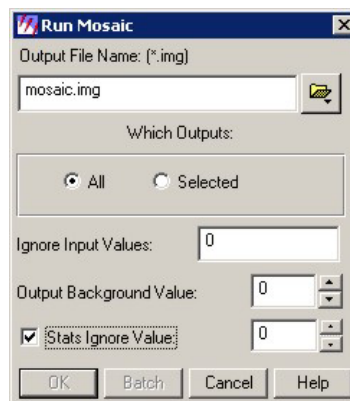 Run Mosaic
Output File Name: (*.img)
mosaic.img
Which Outputs:
All Selected
Ignore Input Values: 0
Output Background Value: 0
Stats Ignore Value: 0
OK Batch Cancel Help